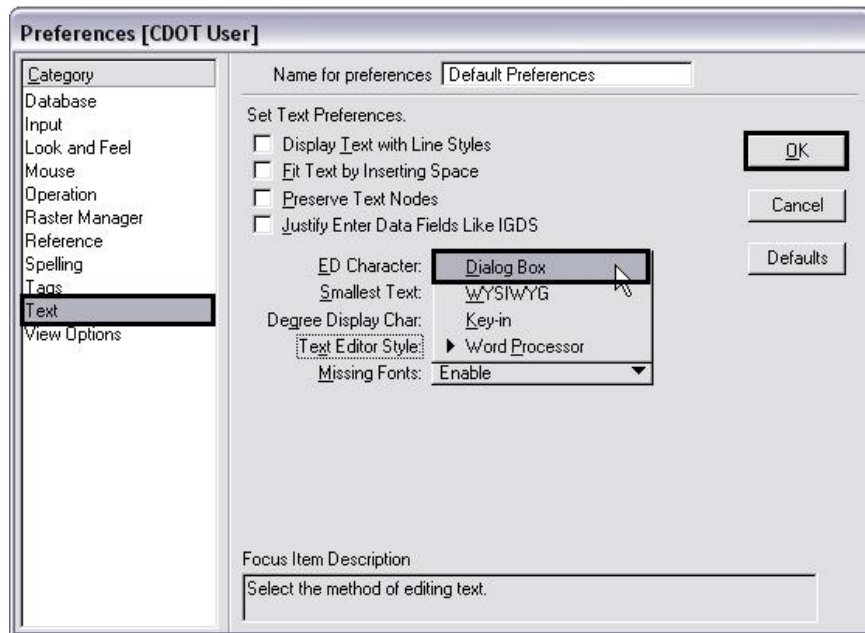 Preferences [CDOT User]
Category
Database
Input
Look and Feel
Mouse
Operation
Raster Manager
Reference
Spelling
Tags
Text
View Options
Name for preferences Default Preferences
Set Text Preferences.
Display Text with Line Styles
Fit Text by Inserting Space
Preserve Text Nodes
Justify Enter Data Fields Like IGDS
ED Character: Dialog Box
Smallest Text: WYSIWYG
Degree Display Char: Key-in
Text Editor Style: Word Processor
Missing Fonts: Enable
OK
Cancel
Defaults
Focus Item Description
Select the method of editing text.